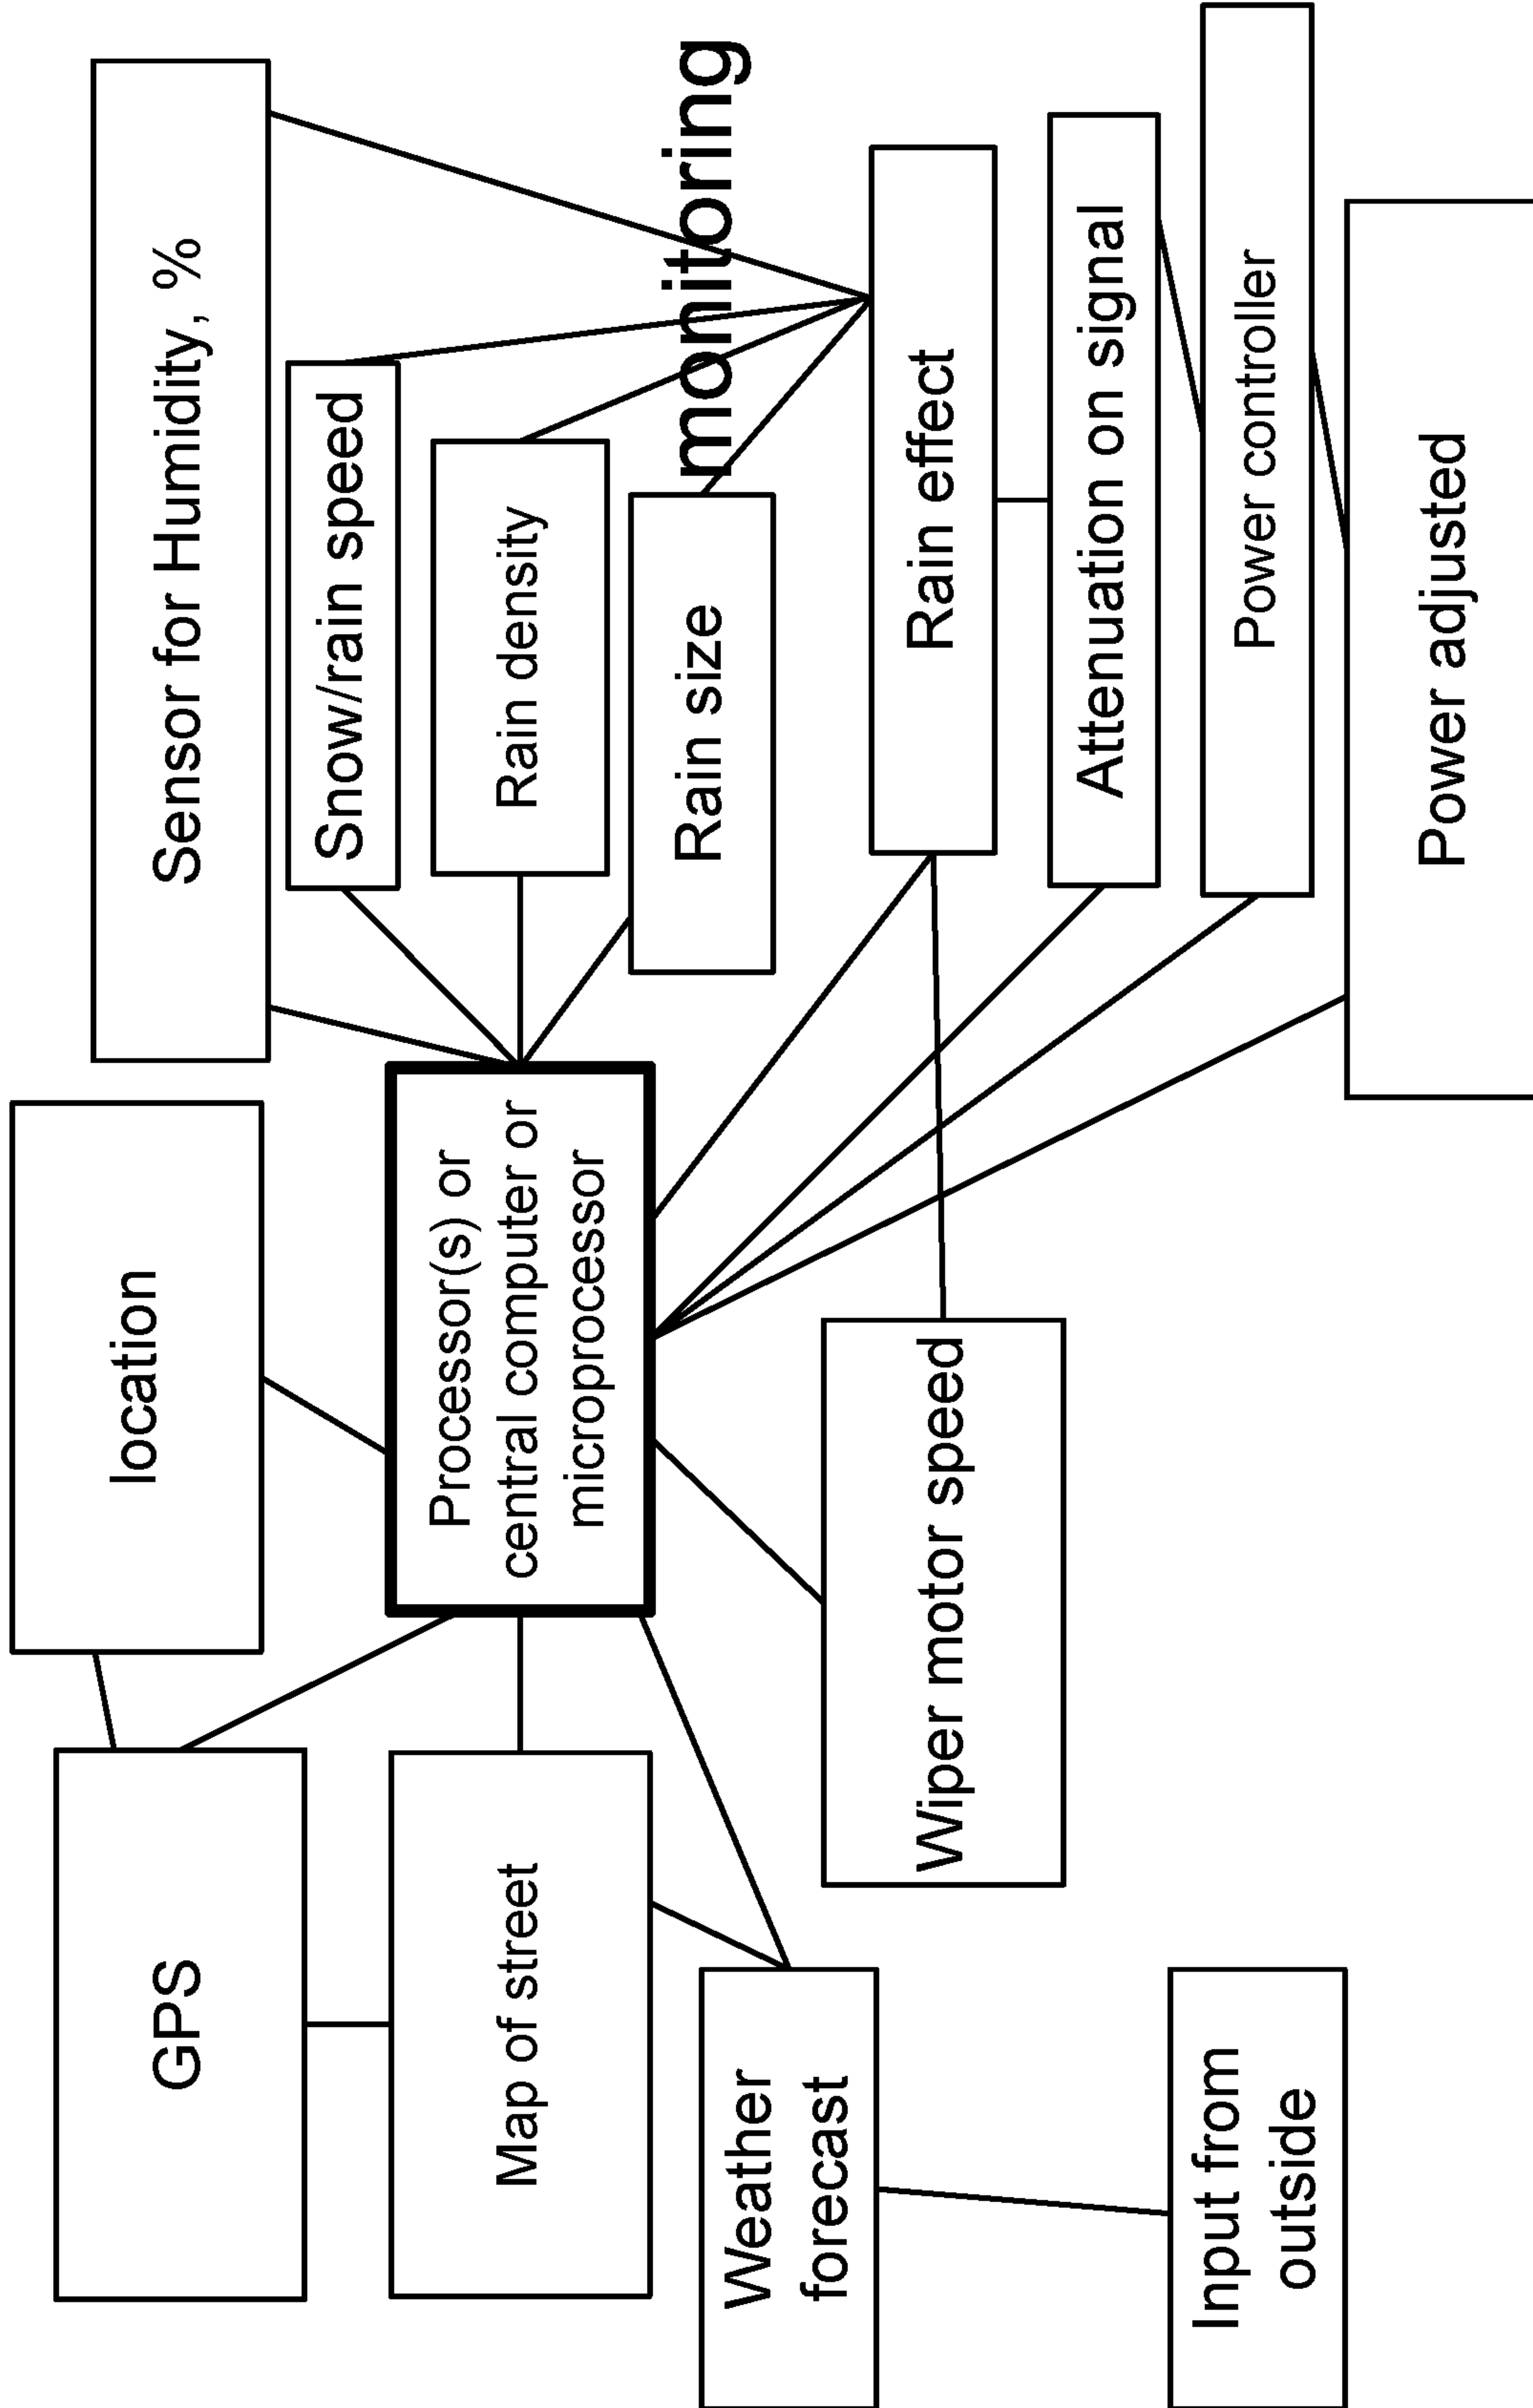 GPS
location
Sensor for Humidity, %
Snow/rain speed
Map of street
Processor(s) or
central computer or
microprocessor
Rain density
Rain size
monitoring
Weather
forecast
Wiper motor speed
Rain effect
Attenuation on signal
Input from
outside
Power controller
Power adjusted